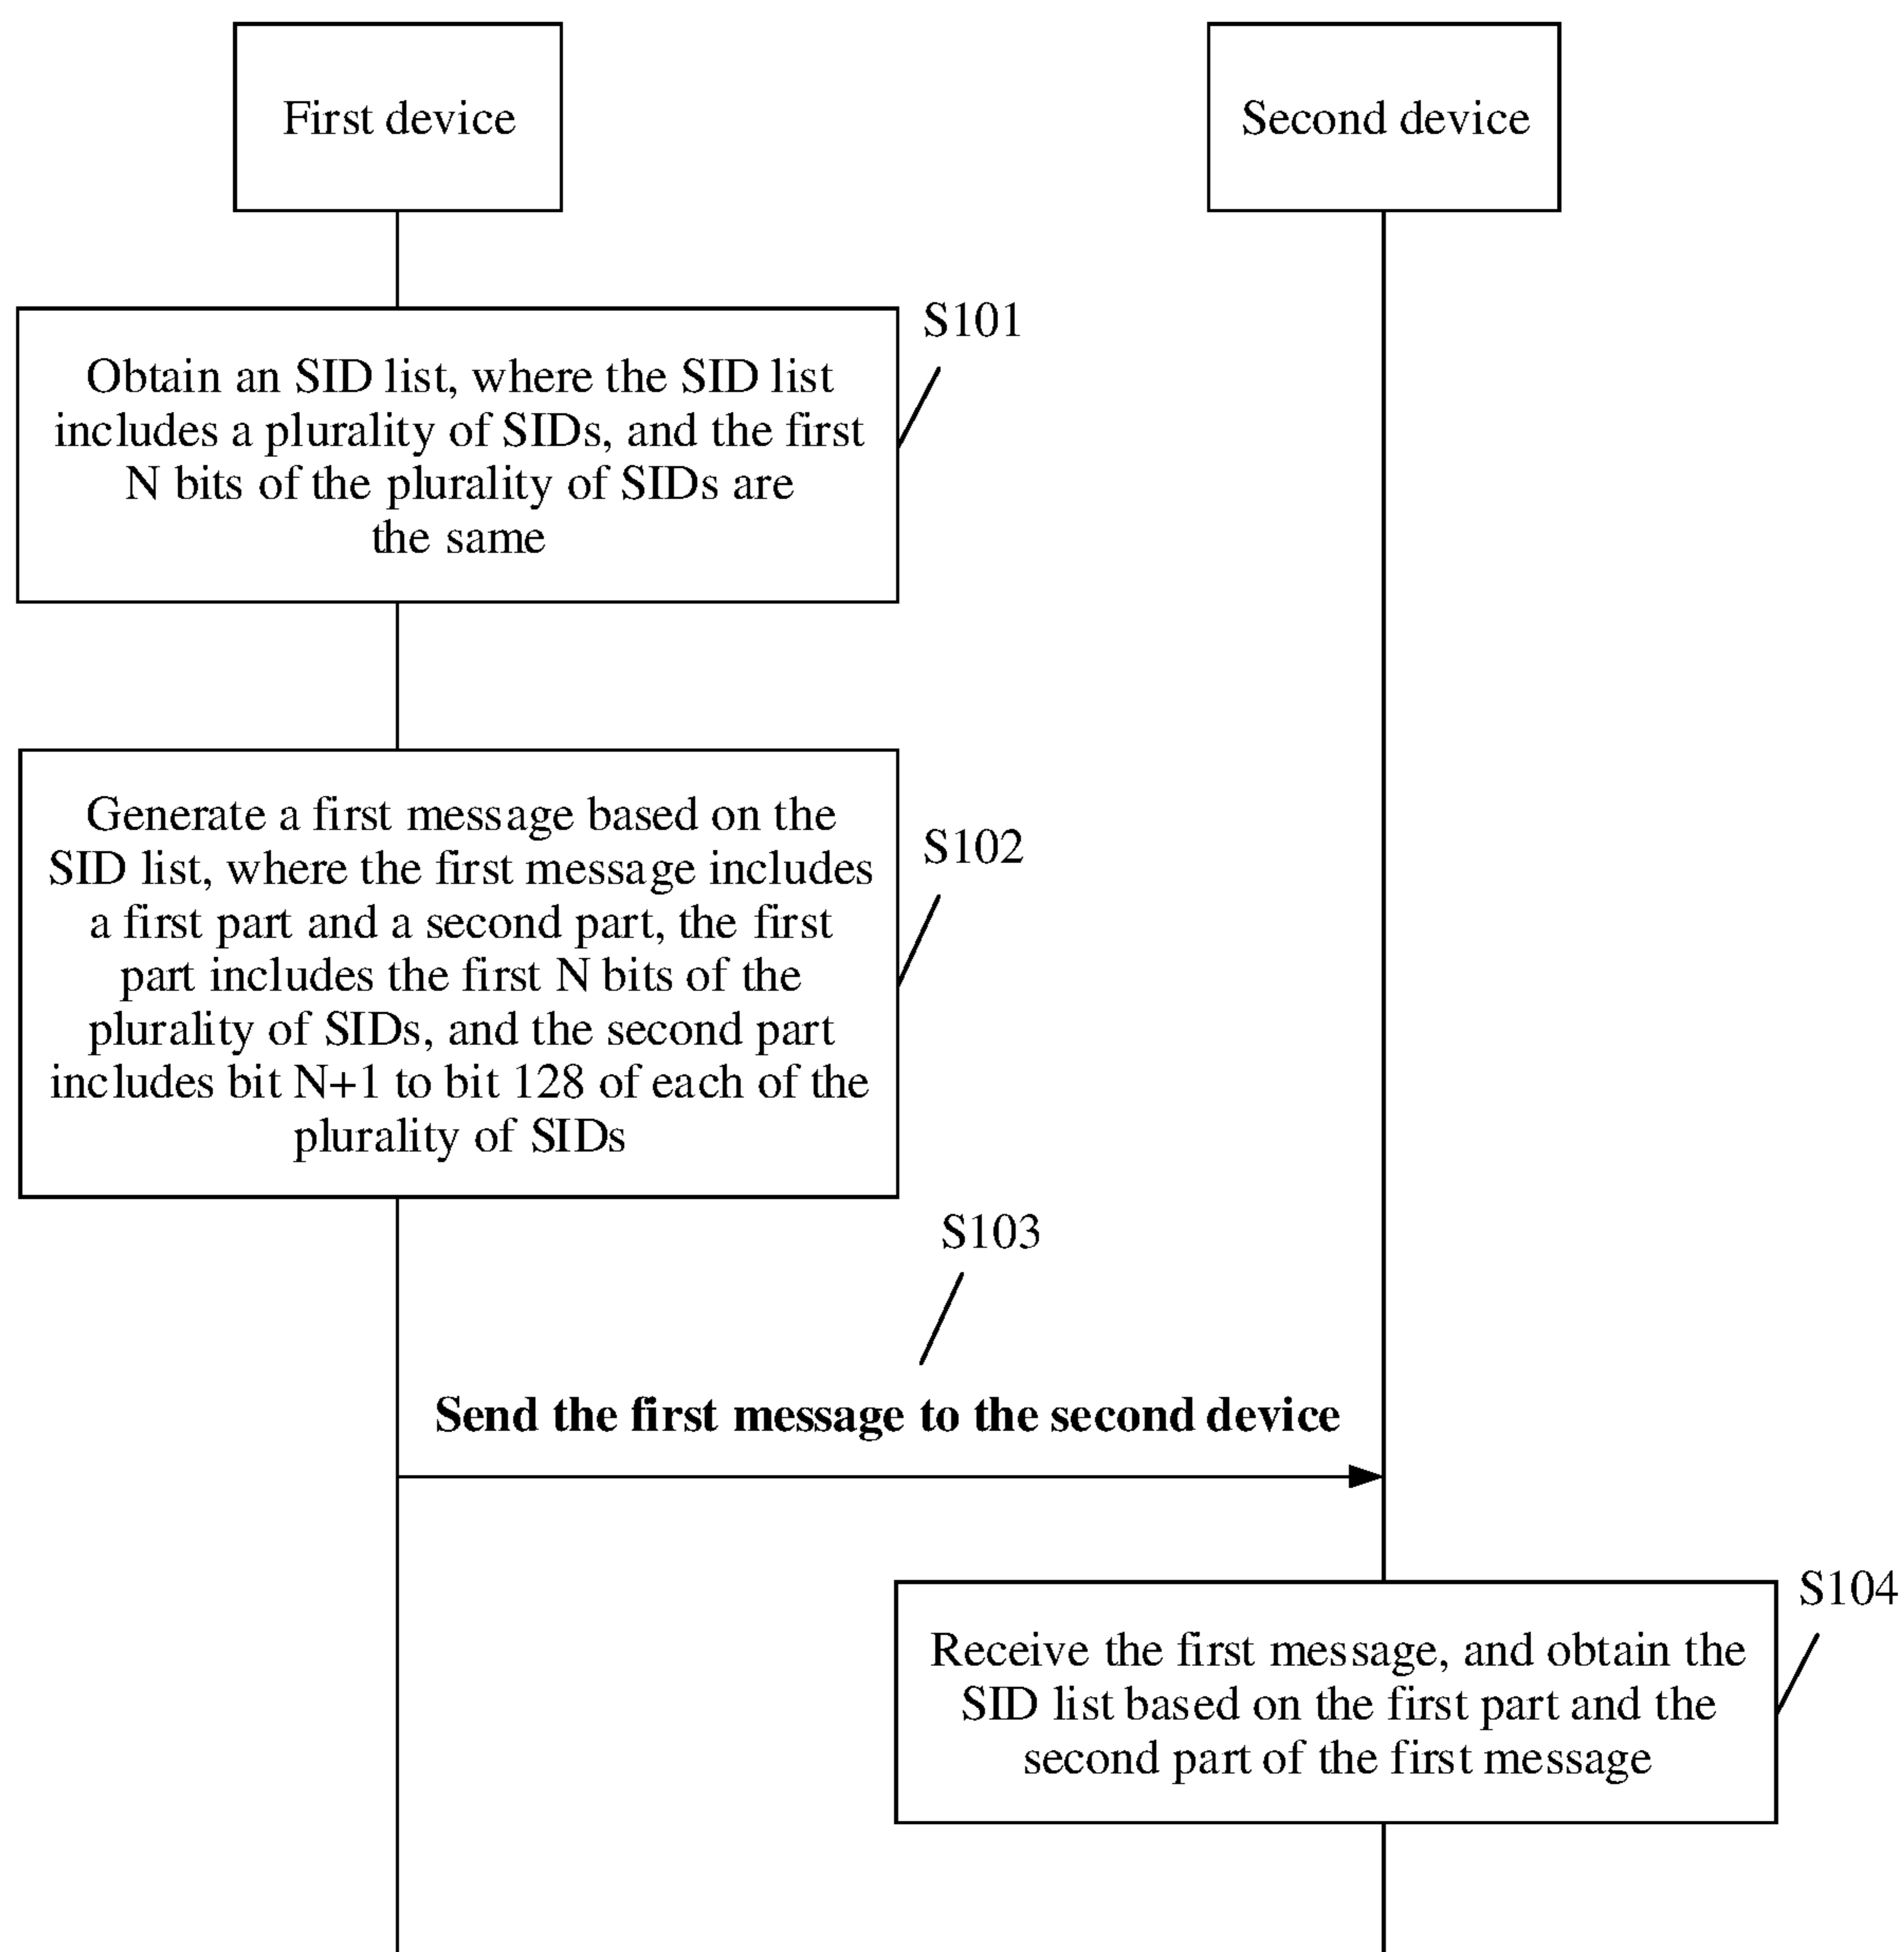 First device
Second device
S101
Obtain an SID list, where the SID list
includes a plurality of SIDs, and the first
N bits of the plurality of SIDs are
the same
S102
Generate a first message based on the
SID list, where the first message includes
a first part and a second part, the first
part includes the first N bits of the
plurality of SIDs, and the second part
includes bit N+1 to bit 128 of each of the
plurality of SIDs
S103
Send the first message to the second device
S104
Receive the first message, and obtain the
SID list based on the first part and the
second part of the first message